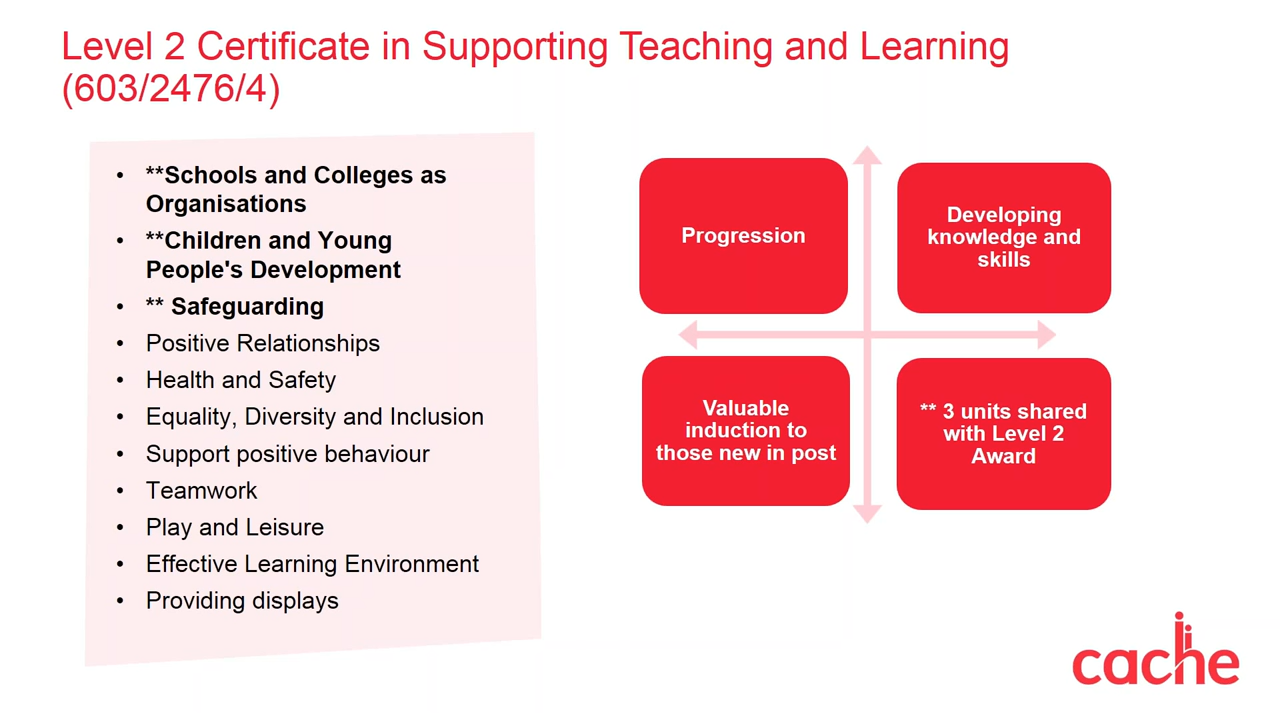 Level 2 Certificate in Supporting Teaching and Learning
(603/2476/4)
• **Schools and Colleges as
Organisations
• **Children and Young
People's Development
• ** Safeguarding
• Positive Relationships
• Health and Safety
• Equality, Diversity and Inclusion
• Support positive behaviour
• Teamwork
• Play and Leisure
• Effective Learning Environment
• Providing displays
Progression
Developing
knowledge and
skills
Valuable
induction to
those new in post
** 3 units shared
with Level 2
Award
cache